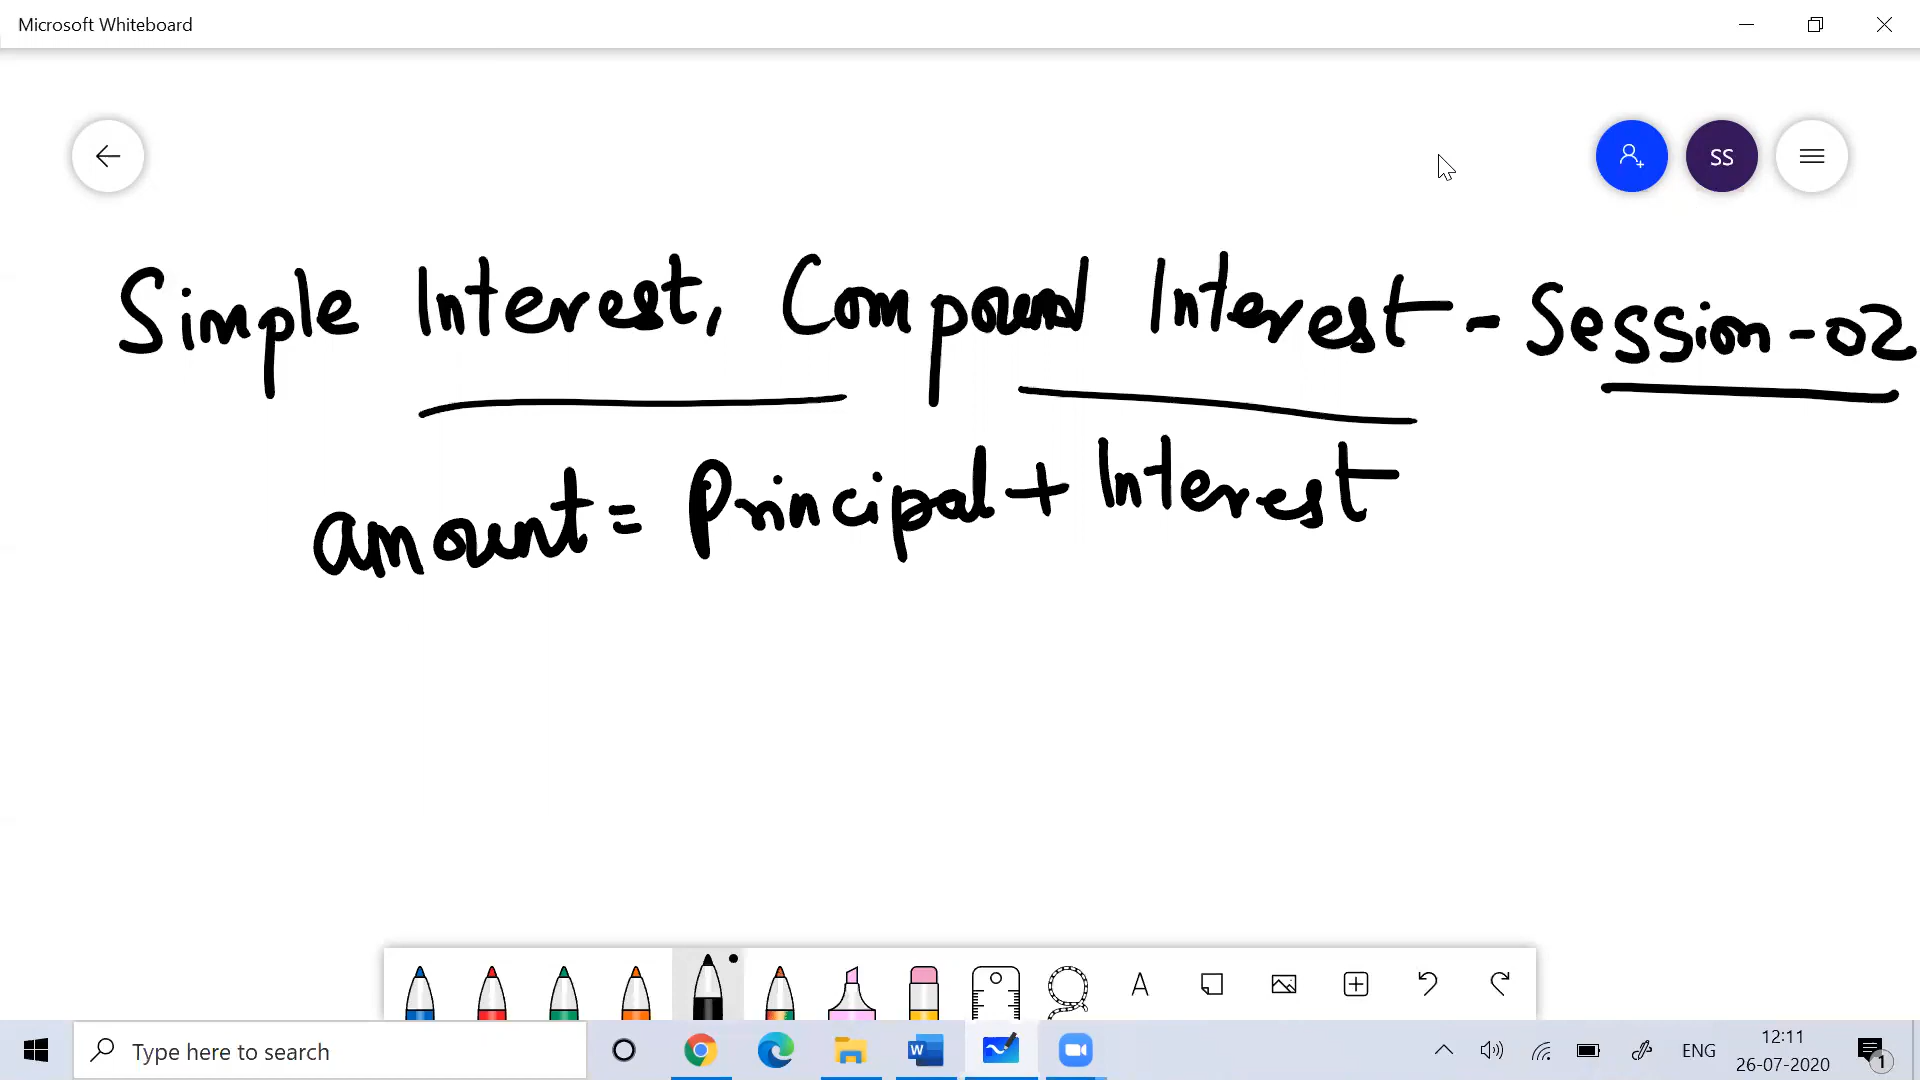 Microsoft Whiteboard
SS
Simple Interest, Compound Interest - Session - 02
amount = Principal + Interest
A
Type here to search
W
ENG
12:11
26-07-2020
1